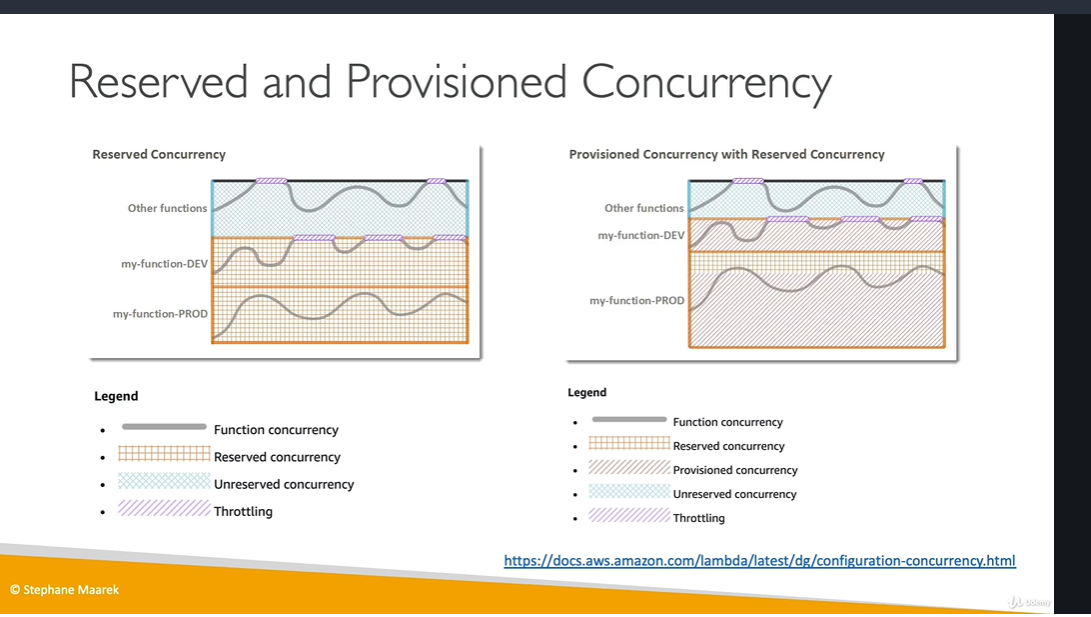 Reserved and Provisioned Concurrency
Reserved Concurrency
Other functions
my-function-DEV
my-function-PROD
Legend
• Function concurrency
• Reserved concurrency
• Unreserved concurrency
• Throttling
Provisioned Concurrency with Reserved Concurrency
Other functions
my-function-DEV
my-function-PROD
Legend
• Function concurrency
• Reserved concurrency
• Provisioned concurrency
• Unreserved concurrency
• Throttling
https://docs.aws.amazon.com/lambda/latest/dg/configuration-concurrency.html
© Stephane Maarek
Udemy